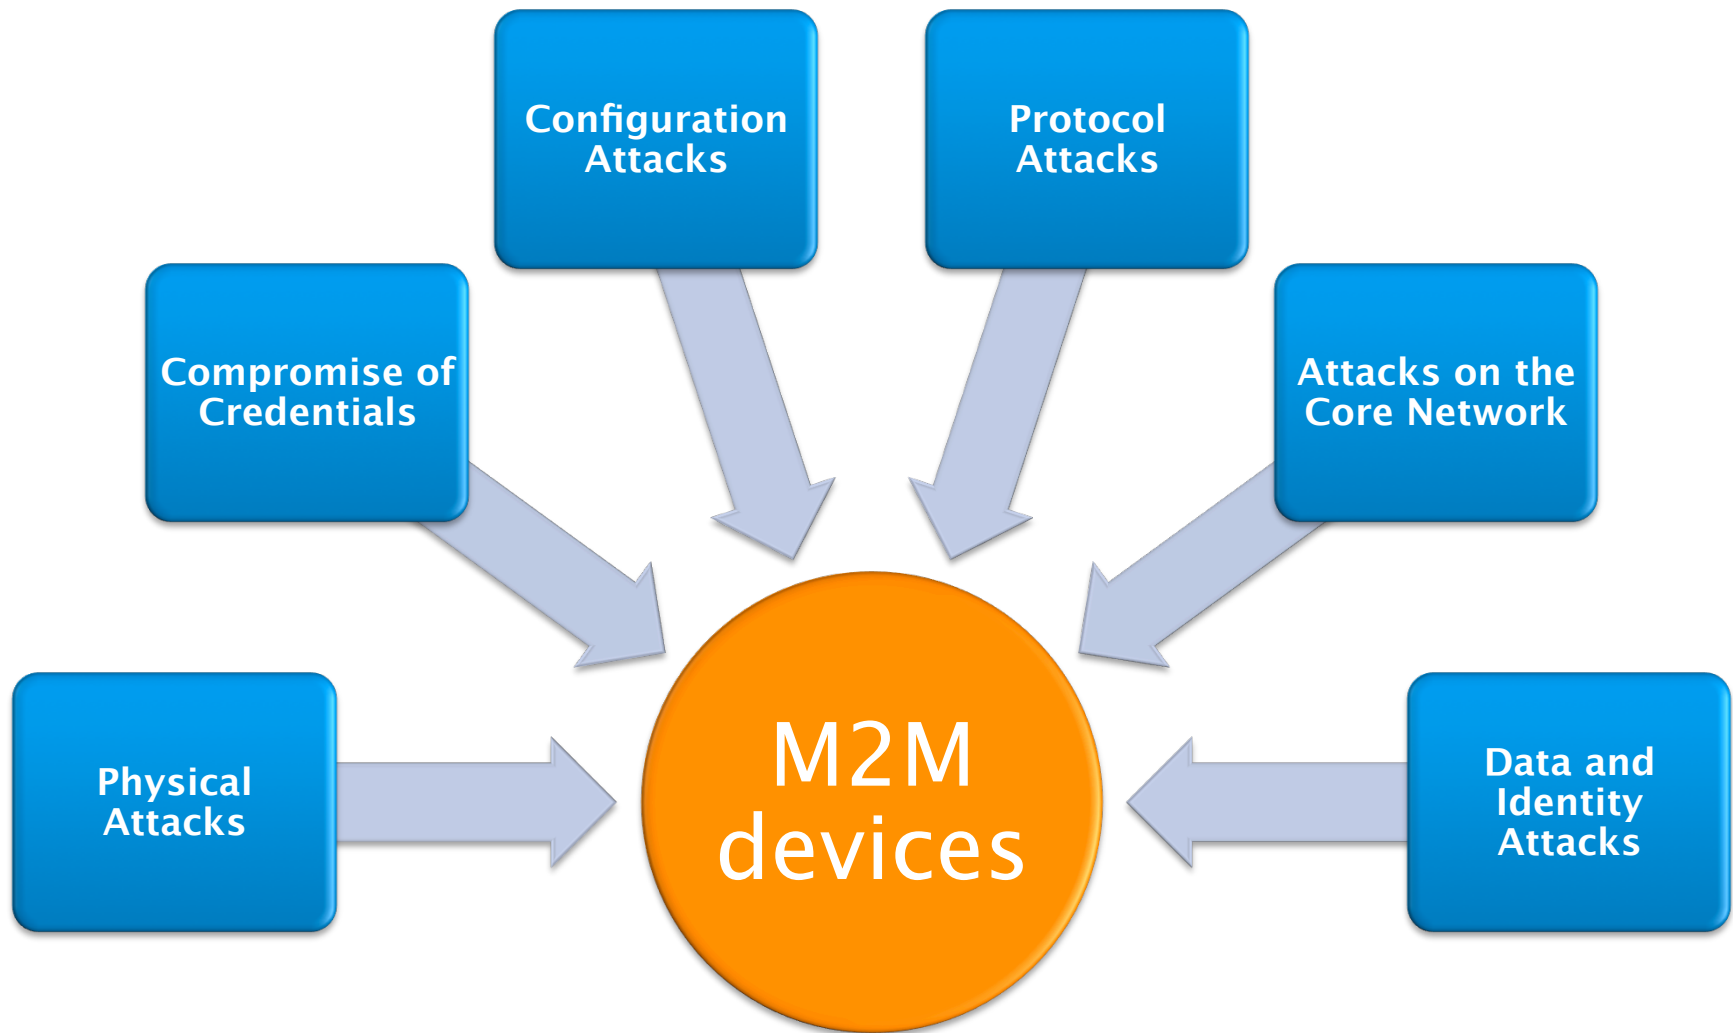 Configuration
Attacks
Protocol
Attacks
Compromise of
Credentials
Attacks on the
Core Network
Physical
Attacks
M2M
devices
Data and
Identity
Attacks